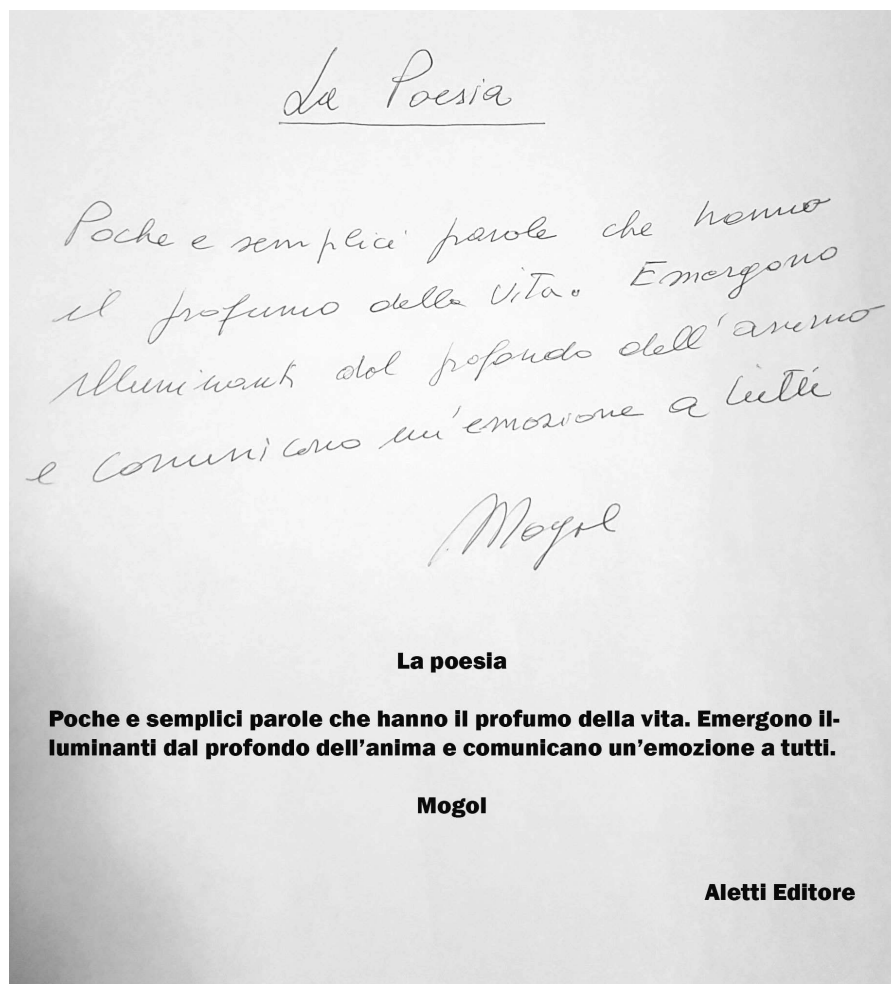 La Poesia
Poche e semplici parole che hanno
il profumo della vita. Emergono
illuminanti dal profondo dell'animo
e comunicano un'emozione a tutti
Mogol
La poesia
Poche e semplici parole che hanno il profumo della vita. Emergono il-
luminanti dal profondo dell'anima e comunicano un'emozione a tutti.
Mogol
Aletti Editore